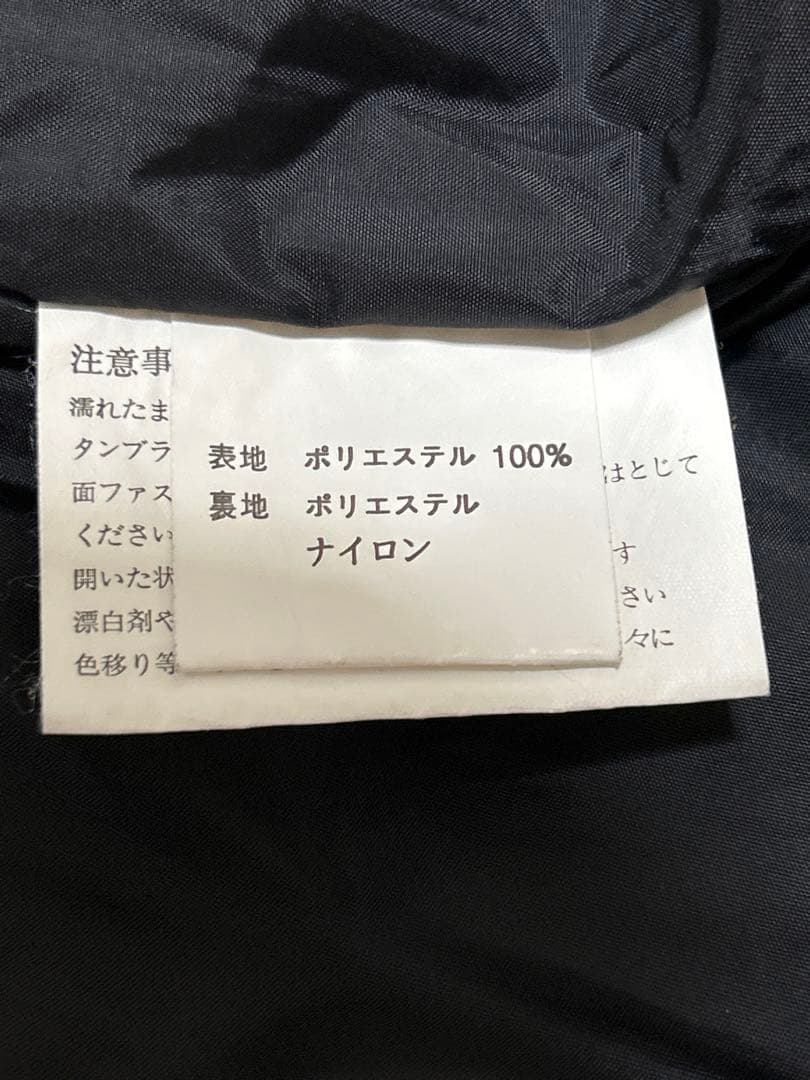 表地 ポリエステル 100%
裏地 ポリエステル
ナイロン
注意事
濡れたま
タンブラ
面ファス はとじて
ください
開いた状 す
漂白剤や さい
色移り等 々に